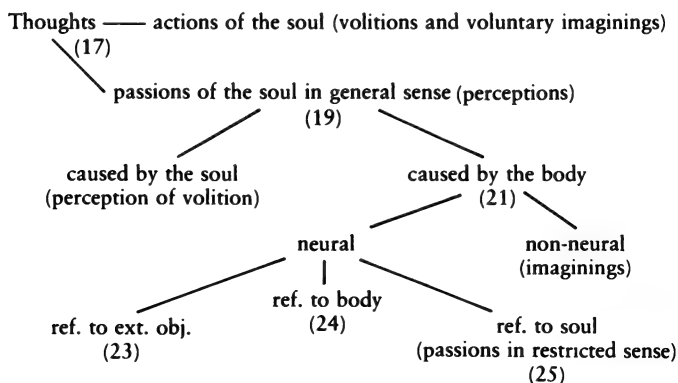 Thoughts — actions of the soul (volitions and voluntary imaginings)
(17)
passions of the soul in general sense (perceptions)
(19)
caused by the soul caused by the body
(perception of volition) (21)
neural non-neural
(imaginings)
ref. to body
(24)
ref. to ext. obj. ref. to soul
(23) (passions in restricted sense)
(25)